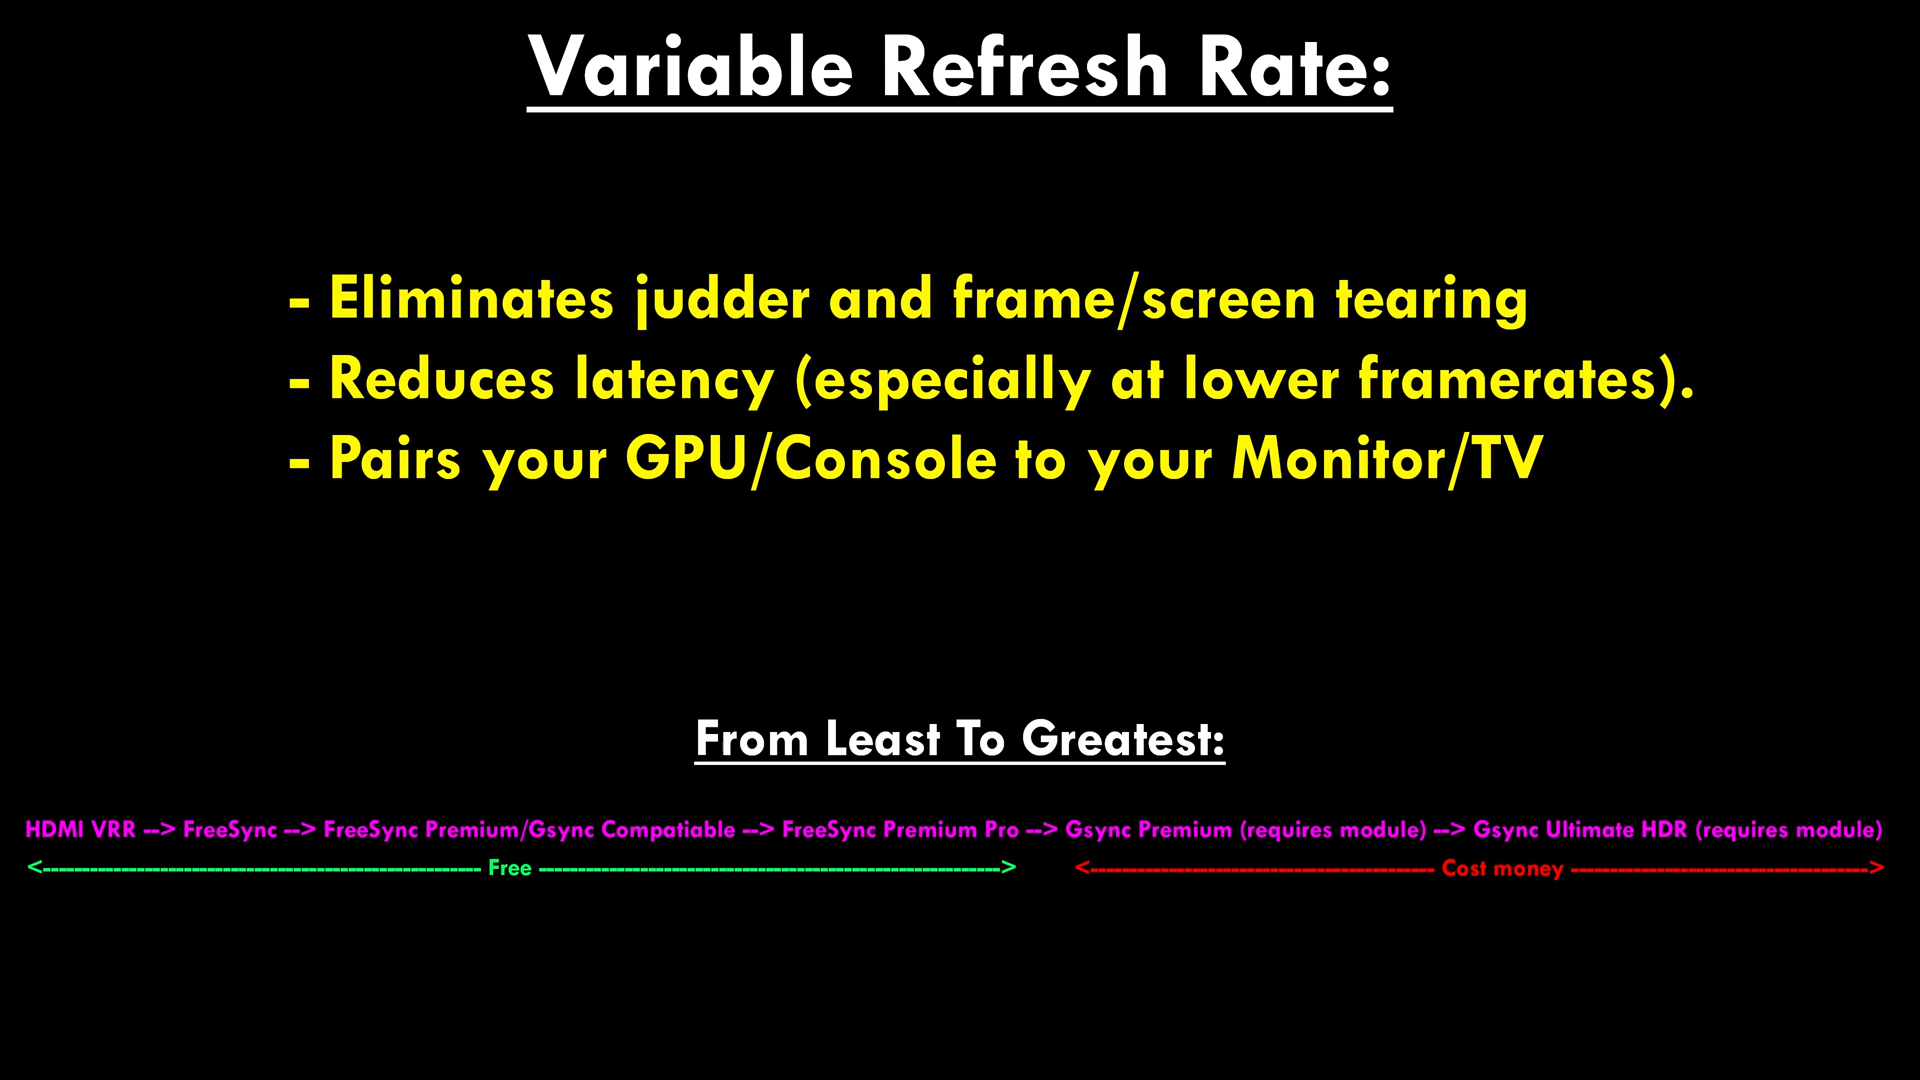 Variable Refresh Rate:
- Eliminates judder and frame/screen tearing
- Reduces latency (especially at lower framerates).
- Pairs your GPU/Console to your Monitor/TV
From Least To Greatest:
HDMI VRR --> FreeSync --> FreeSync Premium/Gsync Compatiable --> FreeSync Premium Pro --> Gsync Premium (requires module) --> Gsync Ultimate HDR (requires module)
<-------------------------------------------------------- Free -----------------------------------------------------------> <-------------------------------------------- Cost money -------------------------------------->